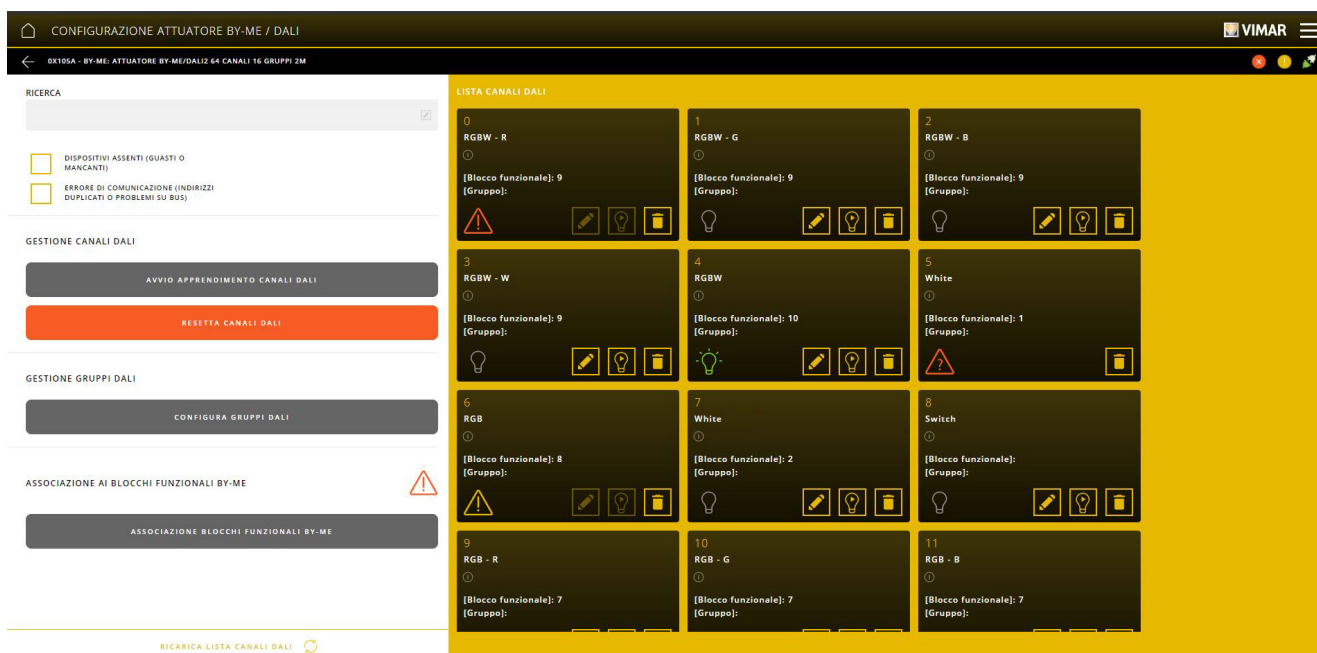 CONFIGURAZIONE ATTUATORE BY-ME / DALI
VIMAR
0X105A - BY-ME: ATTUATORE BY-ME/DALI2 64 CANALI 16 GRUPPI 2M
RICERCA
DISPOSITIVI ASSENTI (GUASTI O
MANCANTI)
ERRORE DI COMUNICAZIONE (INDIRIZZI
DUPLICATI O PROBLEMI SU BUS)
GESTIONE CANALI DALI
AVVIO APPRENDIMENTO CANALI DALI
RESETTA CANALI DALI
GESTIONE GRUPPI DALI
CONFIGURA GRUPPI DALI
ASSOCIAZIONE AI BLOCCHI FUNZIONALI BY-ME
ASSOCIAZIONE BLOCCHI FUNZIONALI BY-ME
RICARICA LISTA CANALI DALI
LISTA CANALI DALI
0
RGBW - R
[Blocco funzionale]: 9
[Gruppo]:
1
RGBW - G
[Blocco funzionale]: 9
[Gruppo]:
2
RGBW - B
[Blocco funzionale]: 9
[Gruppo]:
3
RGBW - W
[Blocco funzionale]: 9
[Gruppo]:
4
RGBW
[Blocco funzionale]: 10
[Gruppo]:
5
White
[Blocco funzionale]: 1
[Gruppo]:
6
RGB
[Blocco funzionale]: 8
[Gruppo]:
7
White
[Blocco funzionale]: 2
[Gruppo]:
8
Switch
[Blocco funzionale]:
[Gruppo]:
9
RGB - R
[Blocco funzionale]: 7
[Gruppo]:
10
RGB - G
[Blocco funzionale]: 7
[Gruppo]:
11
RGB - B
[Blocco funzionale]: 7
[Gruppo]: